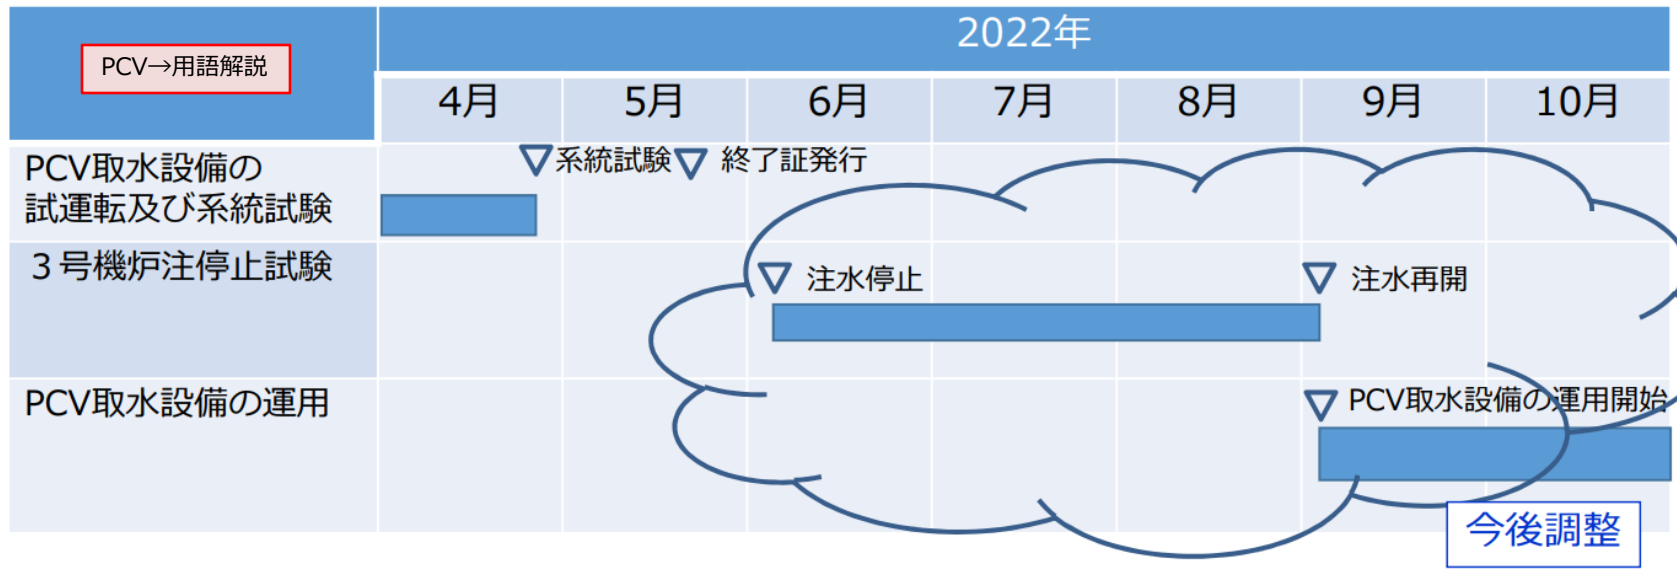 PCV→用語解説
2022年
4月
5月
6月
7月
8月
9月
10月
PCV取水設備の
試運転及び系統試験
▽系統試験▽ 終了証発行
３号機炉注停止試験
▽ 注水停止
▽ 注水再開
PCV取水設備の運用
▽ PCV取水設備の運用開始
今後調整